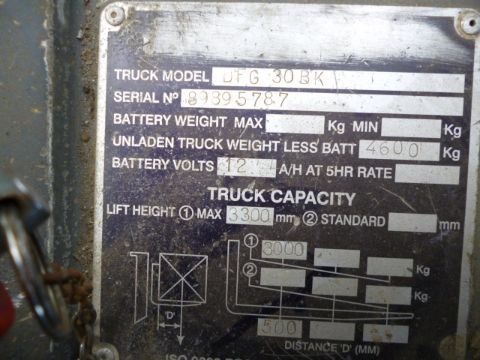 TRUCK MODEL DFG 30BK
SERIAL Nº 89895787
BATTERY WEIGHT MAX Kg MIN Kg
UNLADEN TRUCK WEIGHT LESS BATT 4600 Kg
BATTERY VOLTS 12 A/H AT 5HR RATE
TRUCK CAPACITY
LIFT HEIGHT ① MAX 3300 mm ② STANDARD mm
① 3000 Kg
② Kg
'D' 500
DISTANCE 'D' (MM)
ISO